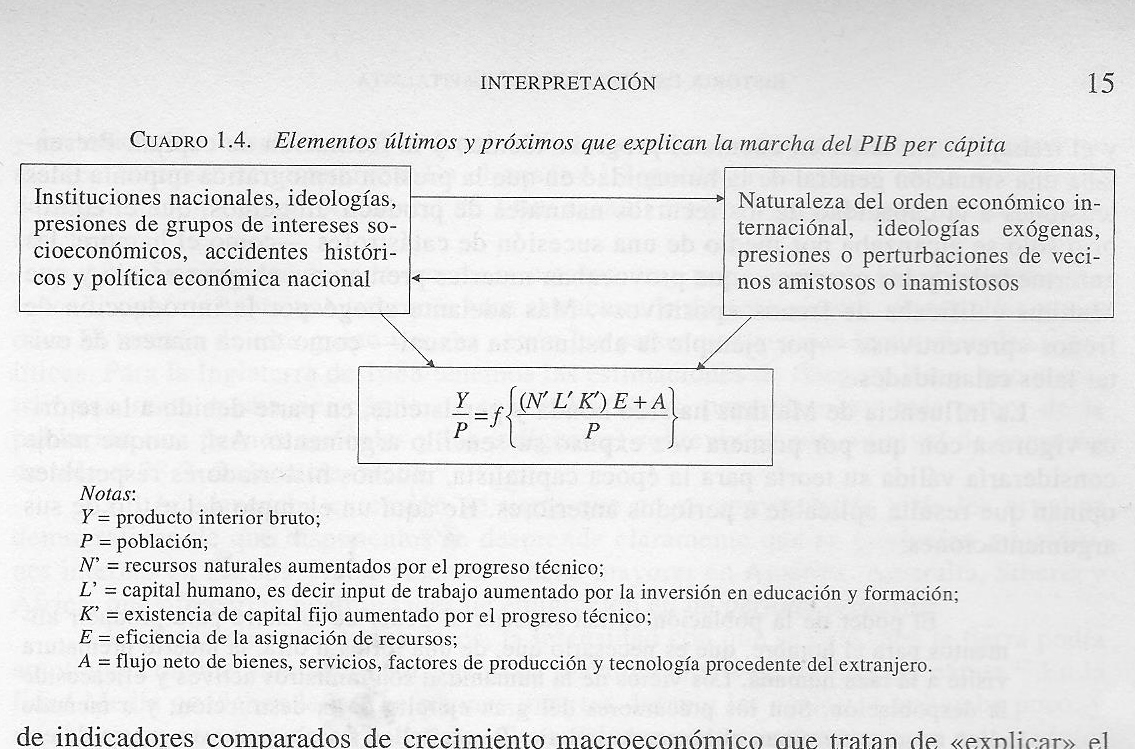 INTERPRETACIÓN
15
CUADRO 1.4. Elementos últimos y próximos que explican la marcha del PIB per cápita
Instituciones nacionales, ideologías,
presiones de grupos de intereses so-
cioeconómicos, accidentes históri-
cos y política económica nacional
Naturaleza del orden económico in-
ternaciónal, ideologías exógenas,
presiones o perturbaciones de veci-
nos amistosos o inamistosos
Y/P = f{(N' L' K') E + A / P}
Notas:
Y = producto interior bruto;
P = población;
N' = recursos naturales aumentados por el progreso técnico;
L' = capital humano, es decir input de trabajo aumentado por la inversión en educación y formación;
K' = existencia de capital fijo aumentado por el progreso técnico;
E = eficiencia de la asignación de recursos;
A = flujo neto de bienes, servicios, factores de producción y tecnología procedente del extranjero.
de indicadores comparados de crecimiento macroeconómico que tratan de «explicar» el